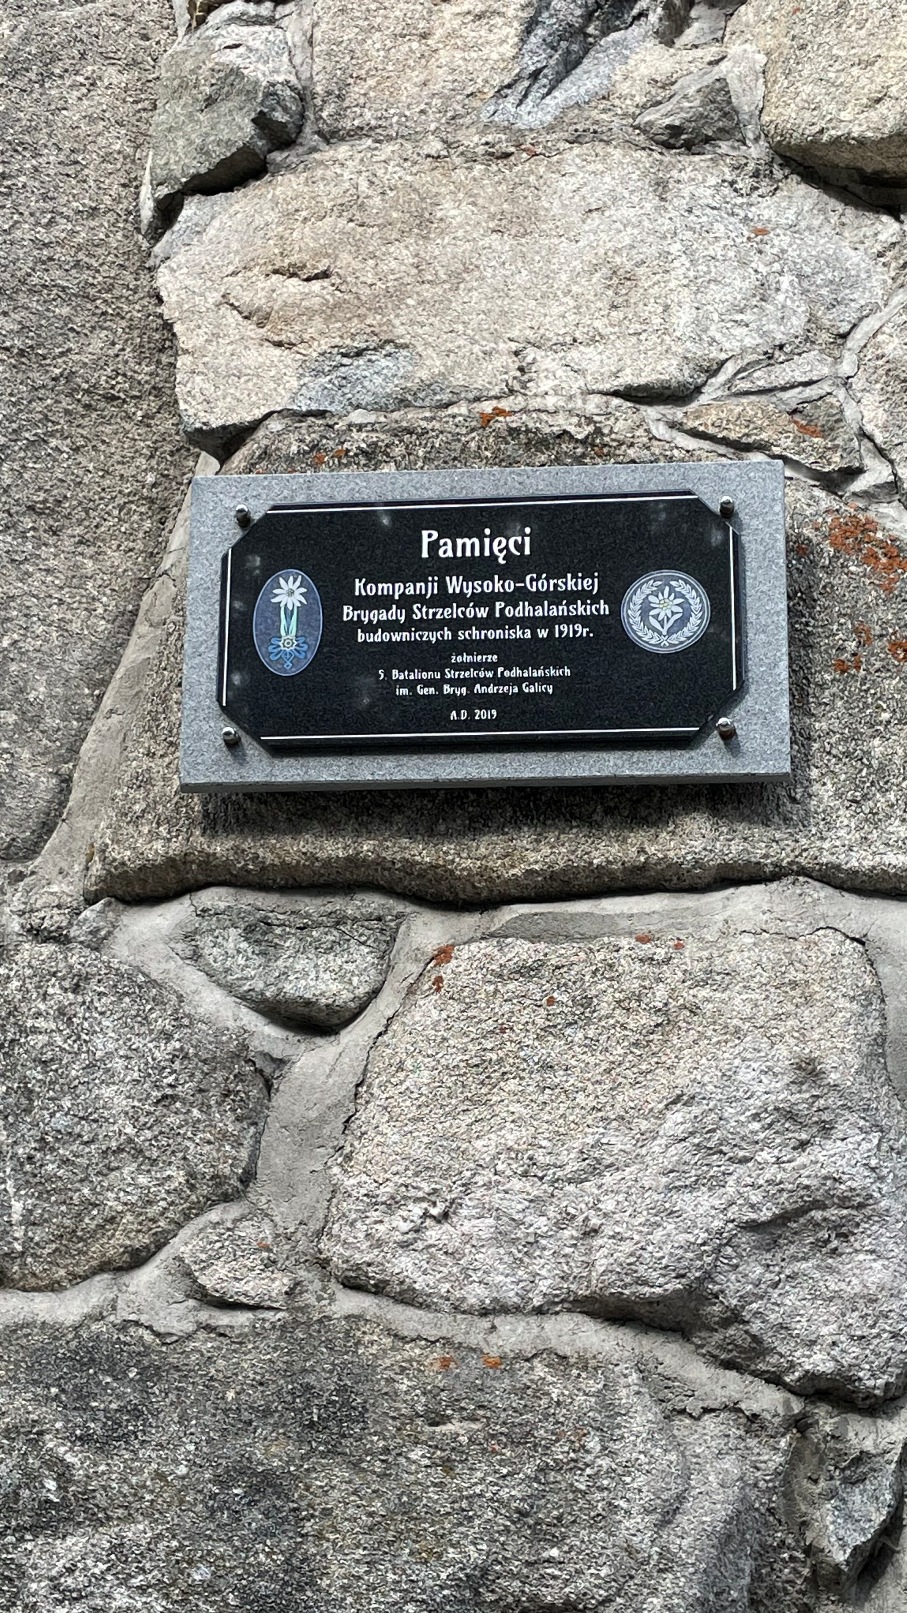 Pamięci
Kompanji Wysoko-Górskiej
Brygady Strzelców Podhalańskich
budowniczych schroniska w 1919r.
żołnierze
5. Batalionu Strzelców Podhalańskich
im. Gen. Bryg. Andrzeja Galicy
A.D. 2019